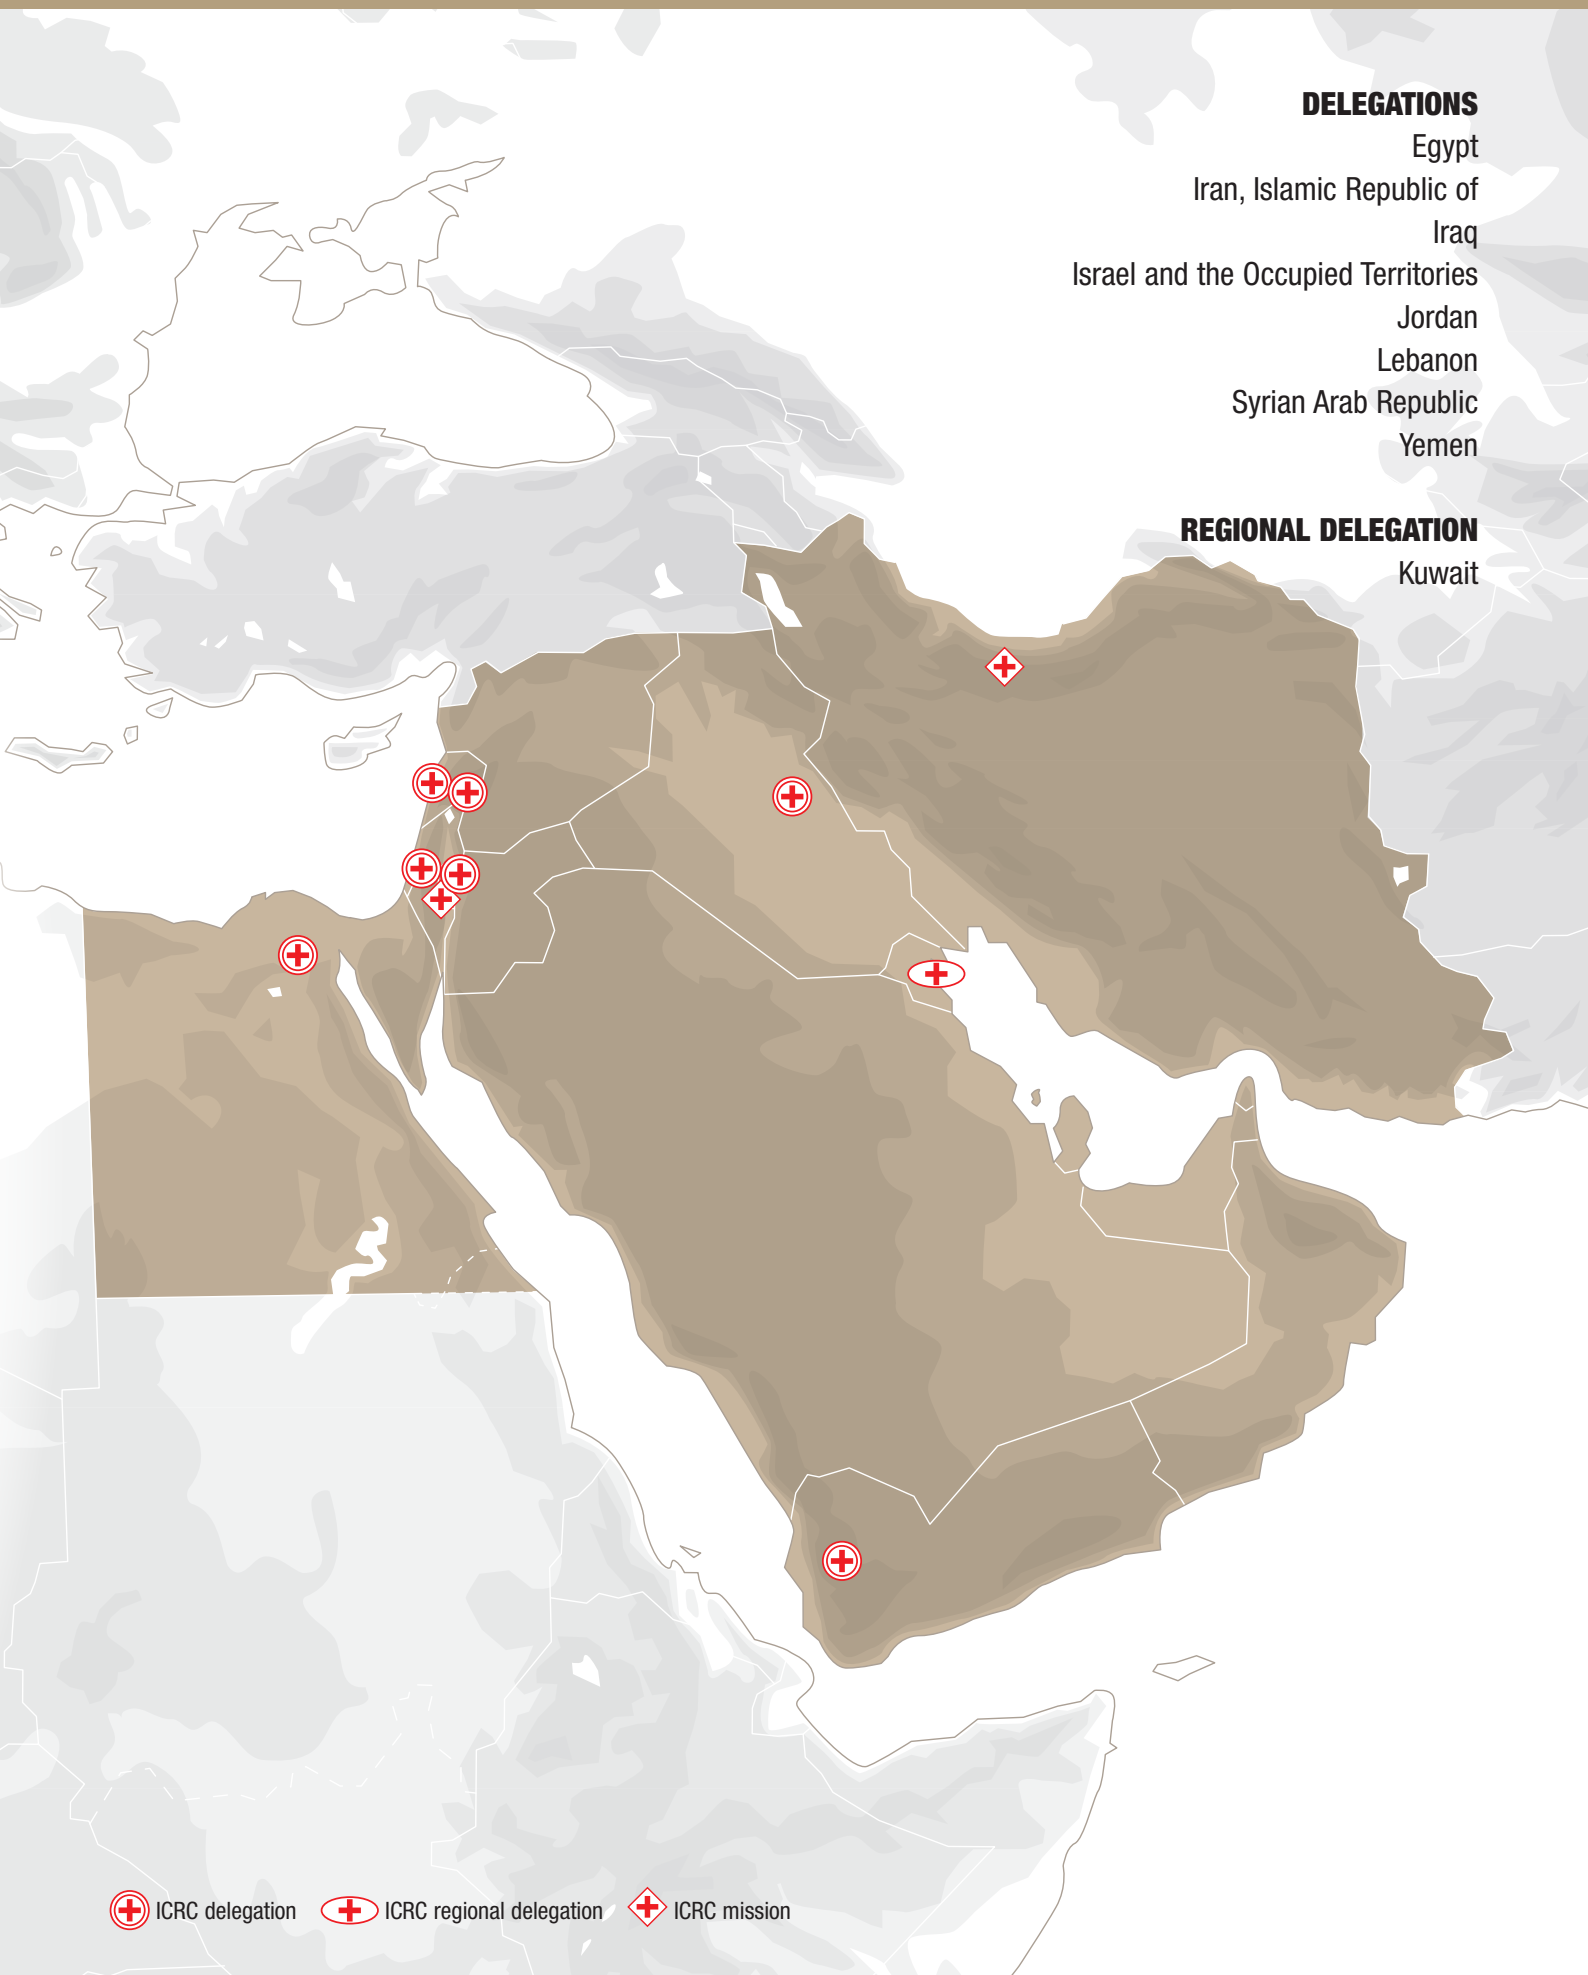 DELEGATIONS
Egypt
Iran, Islamic Republic of
Iraq
Israel and the Occupied Territories
Jordan
Lebanon
Syrian Arab Republic
Yemen
REGIONAL DELEGATION
Kuwait
ICRC delegation
ICRC regional delegation
ICRC mission